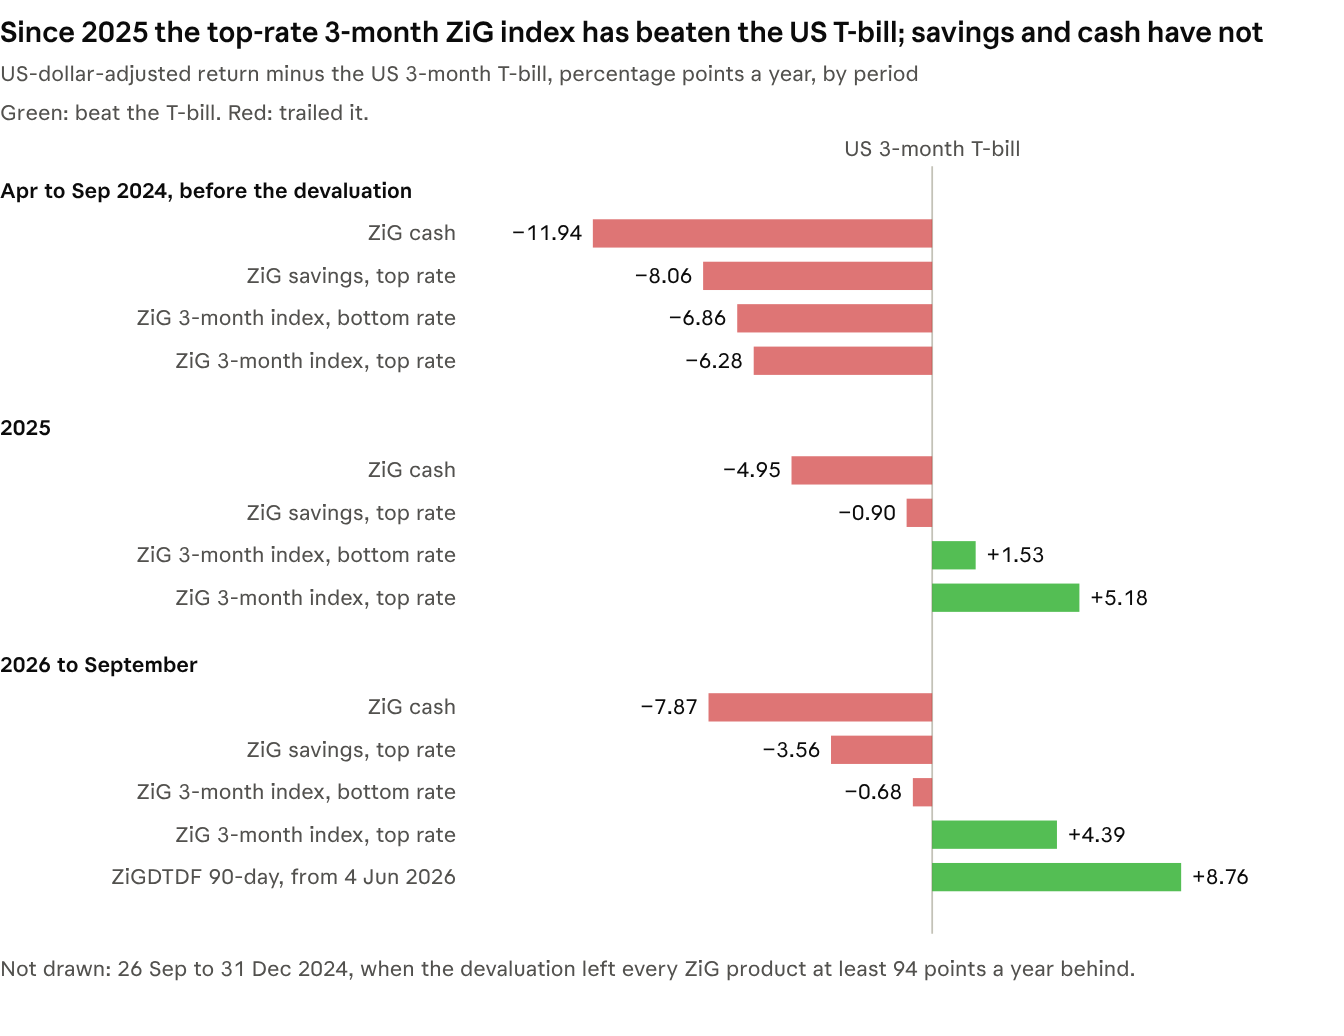 Since 2025 the top-rate 3-month ZiG index has beaten the US T-bill; savings and cash have not
US-dollar-adjusted return minus the US 3-month T-bill, percentage points a year, by period
Green: beat the T-bill. Red: trailed it.
US 3-month T-bill
Apr to Sep 2024, before the devaluation
ZiG cash −11.94
ZiG savings, top rate −8.06
ZiG 3-month index, bottom rate −6.86
ZiG 3-month index, top rate −6.28
2025
ZiG cash −4.95
ZiG savings, top rate −0.90
ZiG 3-month index, bottom rate +1.53
ZiG 3-month index, top rate +5.18
2026 to September
ZiG cash −7.87
ZiG savings, top rate −3.56
ZiG 3-month index, bottom rate −0.68
ZiG 3-month index, top rate +4.39
ZiGDTDF 90-day, from 4 Jun 2026 +8.76
Not drawn: 26 Sep to 31 Dec 2024, when the devaluation left every ZiG product at least 94 points a year behind.